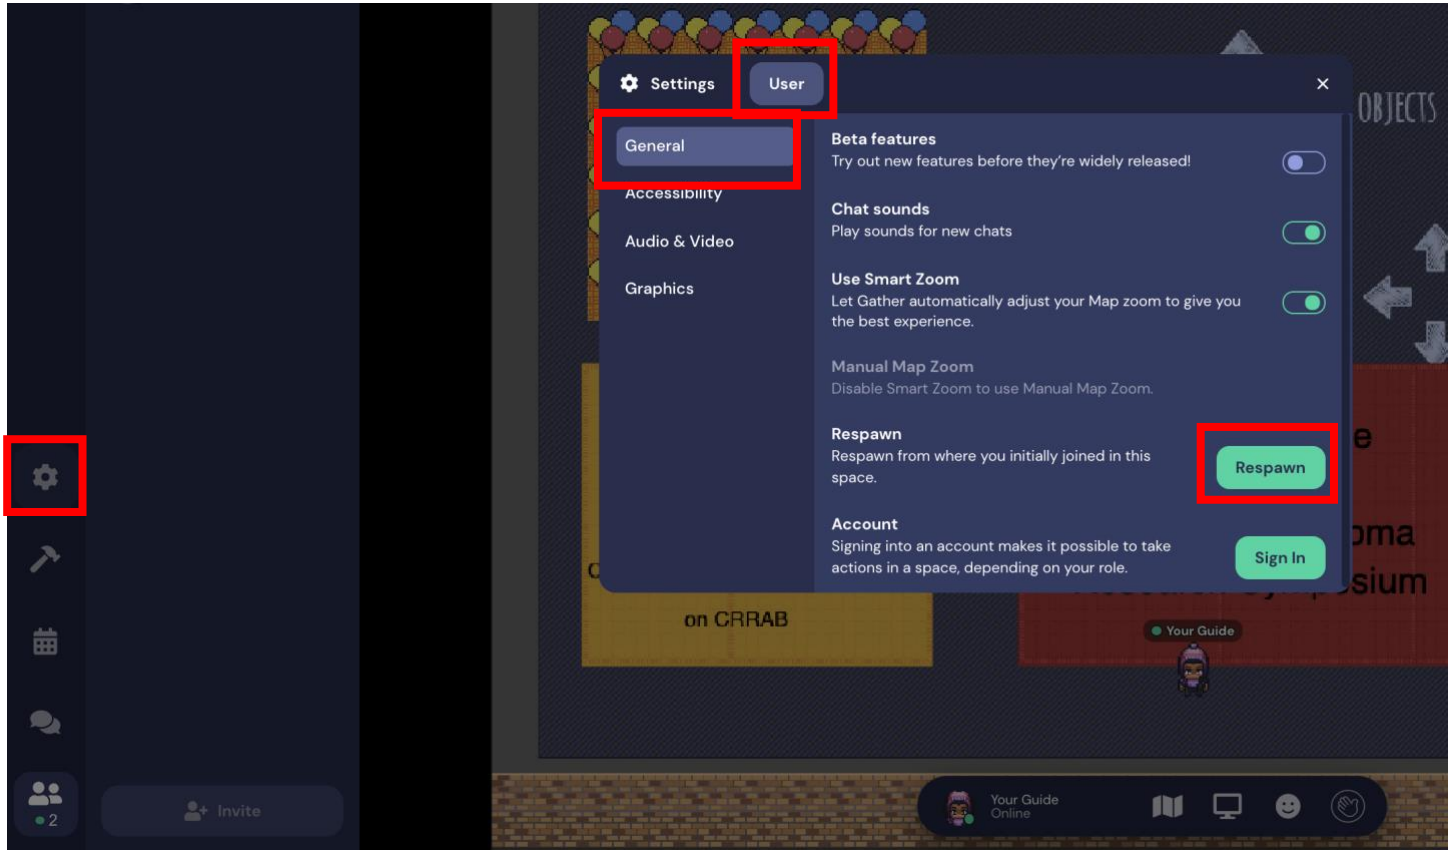 Settings
User
OBJECTS
General
Accessibility
Audio & Video
Graphics
Beta features
Try out new features before they're widely released!
Chat sounds
Play sounds for new chats
Use Smart Zoom
Let Gather automatically adjust your Map zoom to give you
the best experience.
Manual Map Zoom
Disable Smart Zoom to use Manual Map Zoom.
Respawn
Respawn from where you initially joined in this
space.
Respawn
Account
Signing into an account makes it possible to take
actions in a space, depending on your role.
Sign In
on CRRAB
Your Guide
2
Invite
Your Guide
Online